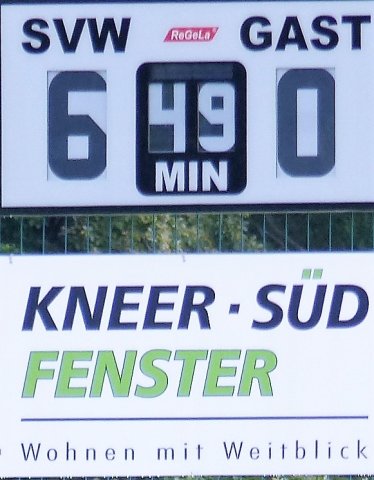 SVW ReGeLa GAST
6 49 0
MIN
KNEER · SÜD
FENSTER
Wohnen mit Weitblick